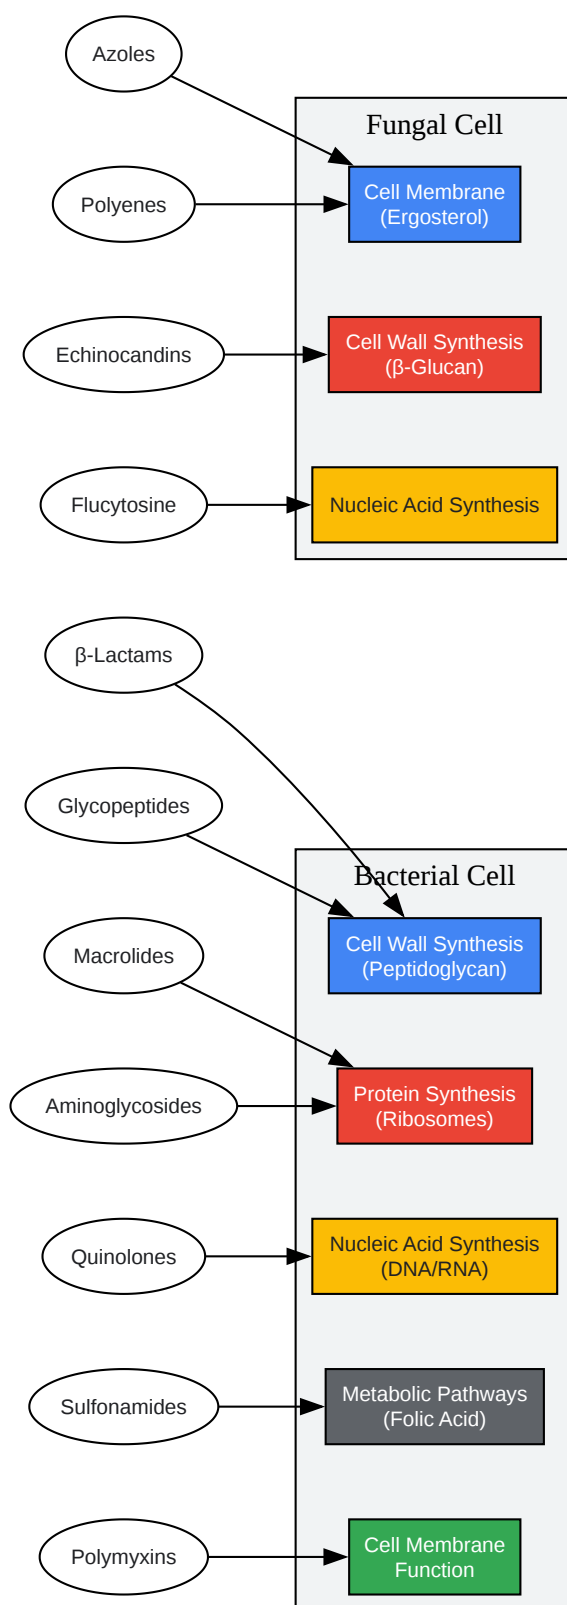 Azoles
Fungal Cell
Cell Membrane
(Ergosterol)
Polyenes
Cell Wall Synthesis
(β-Glucan)
Echinocandins
Flucytosine
Nucleic Acid Synthesis
β-Lactams
Glycopeptides
Bacterial Cell
Cell Wall Synthesis
(Peptidoglycan)
Macrolides
Protein Synthesis
(Ribosomes)
Aminoglycosides
Nucleic Acid Synthesis
(DNA/RNA)
Quinolones
Metabolic Pathways
(Folic Acid)
Sulfonamides
Cell Membrane
Function
Polymyxins